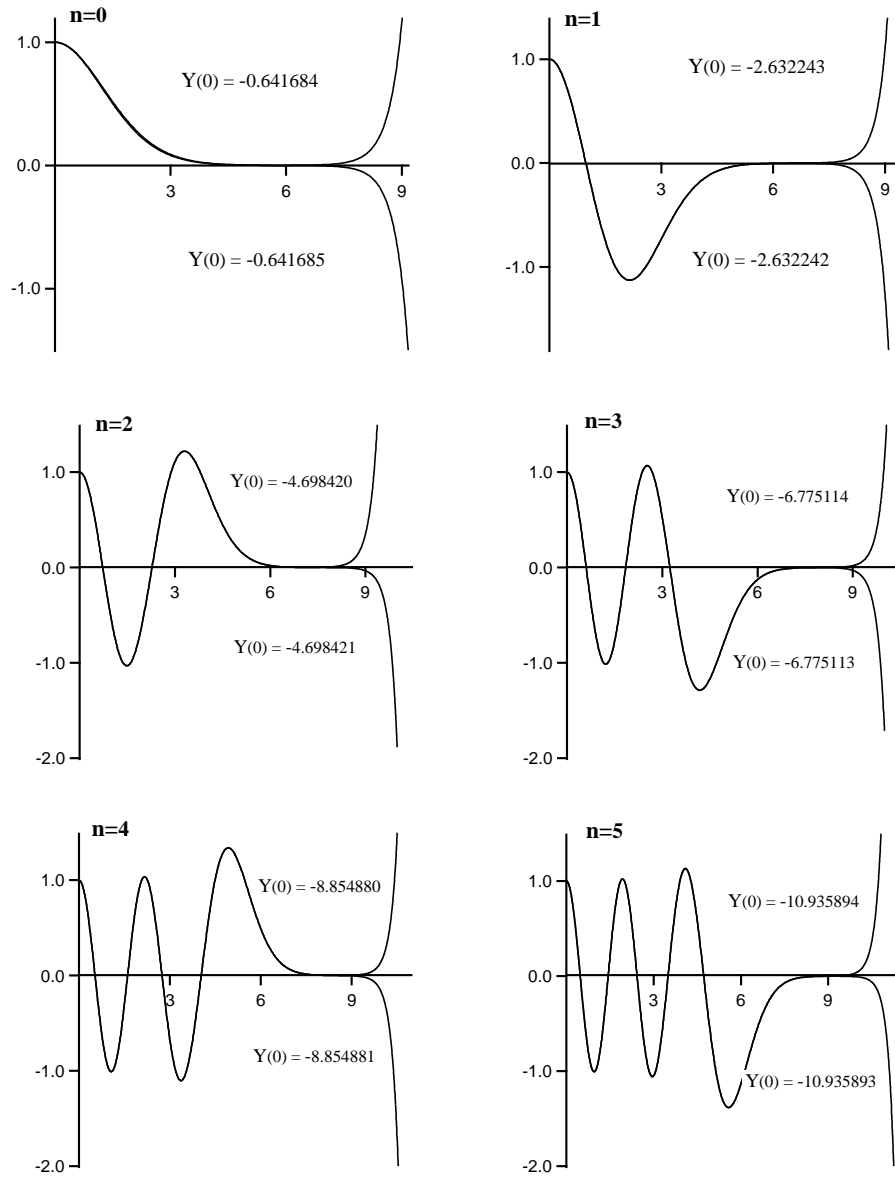 n=0
1.0
Y(0) = -0.641684
0.0
3
6
9
Y(0) = -0.641685
-1.0
n=1
1.0
Y(0) = -2.632243
0.0
3
6
9
Y(0) = -2.632242
-1.0
n=2
1.0
Y(0) = -4.698420
0.0
3
6
9
Y(0) = -4.698421
-1.0
-2.0
n=3
1.0
Y(0) = -6.775114
0.0
3
6
9
Y(0) = -6.775113
-1.0
-2.0
n=4
1.0
Y(0) = -8.854880
0.0
3
6
9
Y(0) = -8.854881
-1.0
-2.0
n=5
1.0
Y(0) = -10.935894
0.0
3
6
9
Y(0) = -10.935893
-1.0
-2.0